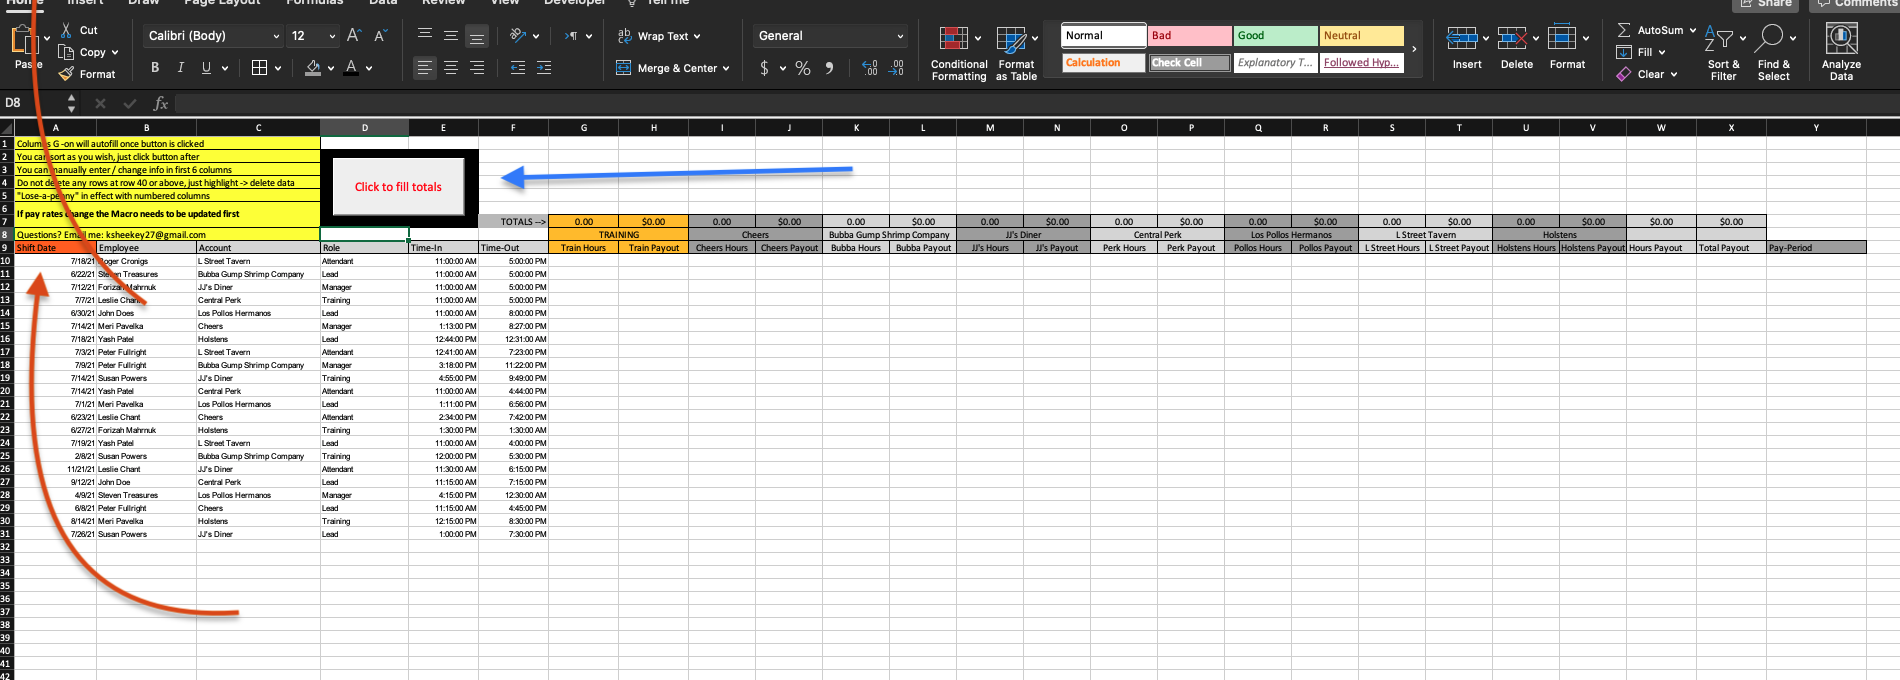 Home Insert Draw Page Layout Formulas Data Review View Developer Tell me Share Comments
Paste Cut Copy Format
Calibri (Body) 12 A A
B I U A
Wrap Text
Merge & Center
General
$ % 9
Conditional Formatting
Format as Table
Normal Bad Good Neutral
Calculation Check Cell Explanatory T... Followed Hyp...
Insert Delete Format
AutoSum
Fill
Clear
Sort & Filter
Find & Select
Analyze Data
D8 fx
A B C D E F G H I J K L M N O P Q R S T U V W X Y
1 Columns G -on will autofill once button is clicked
2 You can sort as you wish, just click button after
3 You can manually enter / change info in first 6 columns
4 Do not delete any rows at row 40 or above, just highlight -> delete data
5 "Lose-a-penny" in effect with numbered columns
6
If pay rates change the Macro needs to be updated first
Click to fill totals
7 TOTALS --> 0.00 $0.00 0.00 $0.00 0.00 $0.00 0.00 $0.00 0.00 $0.00 0.00 $0.00 0.00 $0.00 0.00 $0.00 $0.00 $0.00
8 Questions? Email me: ksheekey27@gmail.com TRAINING Cheers Bubba Gump Shrimp Company JJ's Diner Central Perk Los Pollos Hermanos L Street Tavern Holstens
9 Shift Date Employee Account Role Time-In Time-Out Train Hours Train Payout Cheers Hours Cheers Payout Bubba Hours Bubba Payout JJ's Hours JJ's Payout Perk Hours Perk Payout Pollos Hours Pollos Payout L Street Hours L Street Payout Holstens Hours Holstens Payout Hours Payout Total Payout Pay-Period
10 7/18/21 Roger Cronigs L Street Tavern Attendant 11:00:00 AM 5:00:00 PM
11 6/22/21 Steven Treasures Bubba Gump Shrimp Company Lead 11:00:00 AM 5:00:00 PM
12 7/12/21 Forizah Mahrnuk JJ's Diner Manager 11:00:00 AM 5:00:00 PM
13 7/7/21 Leslie Chant Central Perk Training 11:00:00 AM 5:00:00 PM
14 6/30/21 John Does Los Pollos Hermanos Lead 11:00:00 AM 8:00:00 PM
15 7/14/21 Meri Pavelka Cheers Manager 1:13:00 PM 8:27:00 PM
16 7/18/21 Yash Patel Holstens Lead 12:44:00 PM 12:31:00 AM
17 7/3/21 Peter Fullright L Street Tavern Attendant 12:41:00 AM 7:23:00 PM
18 7/9/21 Peter Fullright Bubba Gump Shrimp Company Manager 3:18:00 PM 11:22:00 PM
19 7/14/21 Susan Powers JJ's Diner Training 4:55:00 PM 9:49:00 PM
20 7/14/21 Yash Patel Central Perk Attendant 11:00:00 AM 4:44:00 PM
21 7/1/21 Meri Pavelka Los Pollos Hermanos Lead 1:11:00 PM 6:56:00 PM
22 6/23/21 Leslie Chant Cheers Attendant 2:34:00 PM 7:42:00 PM
23 6/27/21 Forizah Mahrnuk Holstens Training 1:30:00 PM 1:30:00 AM
24 7/19/21 Yash Patel L Street Tavern Lead 11:00:00 AM 4:00:00 PM
25 2/8/21 Susan Powers Bubba Gump Shrimp Company Training 12:00:00 PM 5:30:00 PM
26 11/21/21 Leslie Chant JJ's Diner Attendant 11:30:00 AM 6:15:00 PM
27 9/12/21 John Doe Central Perk Lead 11:15:00 AM 7:15:00 PM
28 4/9/21 Steven Treasures Los Pollos Hermanos Manager 4:15:00 PM 12:30:00 AM
29 6/8/21 Peter Fullright Cheers Lead 11:15:00 AM 4:45:00 PM
30 8/14/21 Meri Pavelka Holstens Training 12:15:00 PM 8:30:00 PM
31 7/26/21 Susan Powers JJ's Diner Lead 1:00:00 PM 7:30:00 PM
32
33
34
35
36
37
38
39
40
41
42